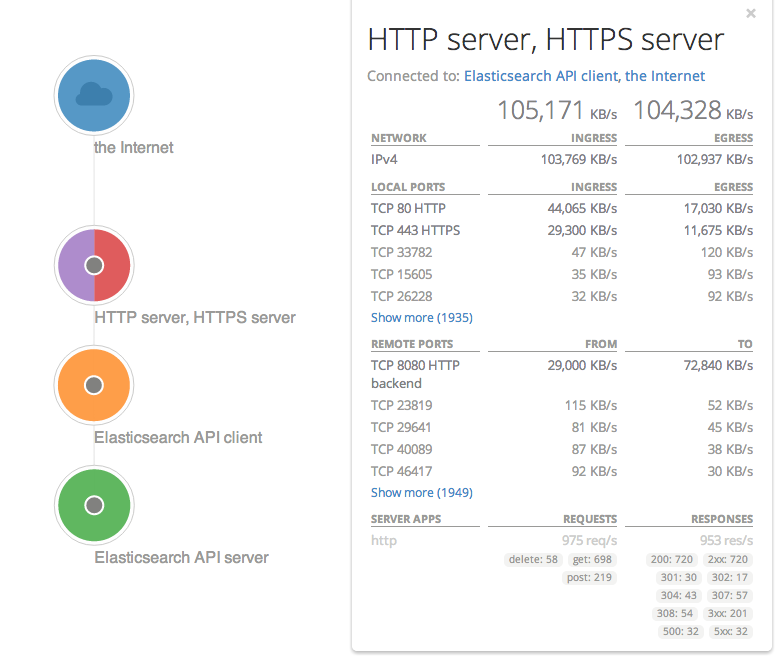 the Internet
HTTP server, HTTPS server
Elasticsearch API client
Elasticsearch API server
×
HTTP server, HTTPS server
Connected to: Elasticsearch API client, the Internet
105,171 KB/s 104,328 KB/s
NETWORK INGRESS EGRESS
IPv4 103,769 KB/s 102,937 KB/s
LOCAL PORTS INGRESS EGRESS
TCP 80 HTTP 44,065 KB/s 17,030 KB/s
TCP 443 HTTPS 29,300 KB/s 11,675 KB/s
TCP 33782 47 KB/s 120 KB/s
TCP 15605 35 KB/s 93 KB/s
TCP 26228 32 KB/s 92 KB/s
Show more (1935)
REMOTE PORTS FROM TO
TCP 8080 HTTP 29,000 KB/s 72,840 KB/s
backend
TCP 23819 115 KB/s 52 KB/s
TCP 29641 81 KB/s 45 KB/s
TCP 40089 87 KB/s 38 KB/s
TCP 46417 92 KB/s 30 KB/s
Show more (1949)
SERVER APPS REQUESTS RESPONSES
http 975 req/s 953 res/s
delete: 58 get: 698 200: 720 2xx: 720
post: 219 301: 30 302: 17
304: 43 307: 57
308: 54 3xx: 201
500: 32 5xx: 32